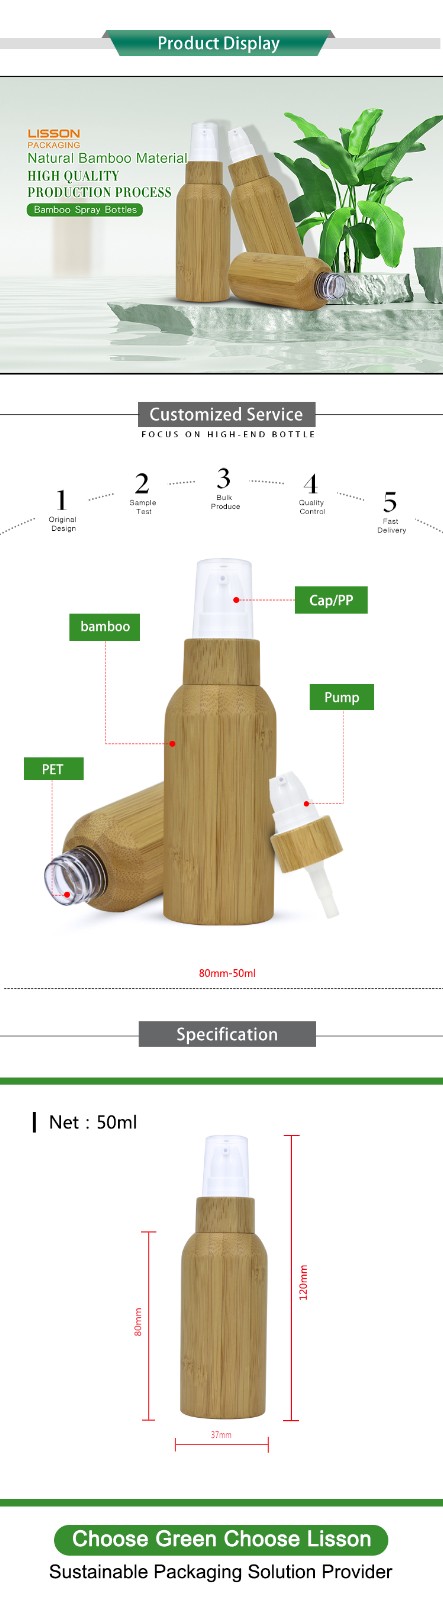 Product Display
LISSON
PACKAGING
Natural Bamboo Material
HIGH QUALITY
PRODUCTION PROCESS
Bamboo Spray Bottles
Customized Service
FOCUS ON HIGH-END BOTTLE
1
Original
Design
2
Sample
Test
3
Bulk
Produce
4
Quality
Control
5
Fast
Delivery
Cap/PP
bamboo
Pump
PET
80mm-50ml
Specification
Net : 50ml
120mm
80mm
37mm
Choose Green Choose Lisson
Sustainable Packaging Solution Provider